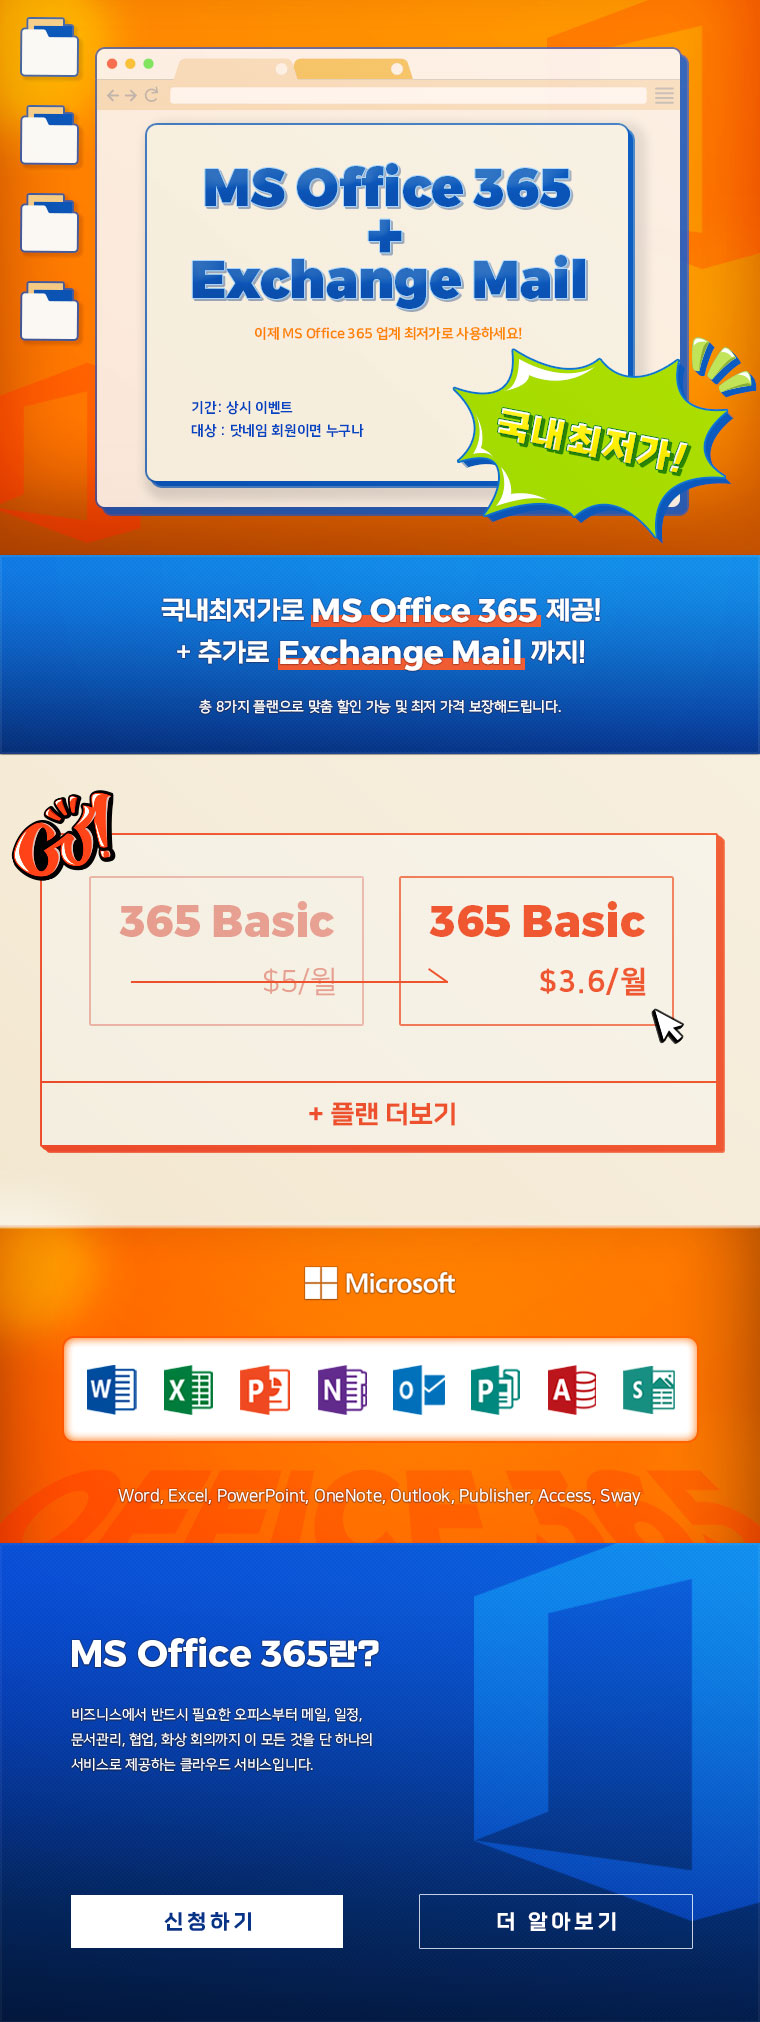 MS Office 365
+
Exchange Mail
이제 MS Office 365 업계 최저가로 사용하세요!
기간: 상시 이벤트
대상 : 닷네임 회원이면 누구나
국내최저가!
국내최저가로 MS Office 365 제공!
+ 추가로 Exchange Mail 까지!
총 8가지 플랜으로 맞춤 할인 가능 및 최저 가격 보장해드립니다.
GO!
365 Basic
$5/월
365 Basic
$3.6/월
+ 플랜 더보기
Microsoft
W X P N O P A S
OFFICE 365
Word, Excel, PowerPoint, OneNote, Outlook, Publisher, Access, Sway
MS Office 365란?
비즈니스에서 반드시 필요한 오피스부터 메일, 일정,
문서관리, 협업, 화상 회의까지 이 모든 것을 단 하나의
서비스로 제공하는 클라우드 서비스입니다.
신청하기
더 알아보기